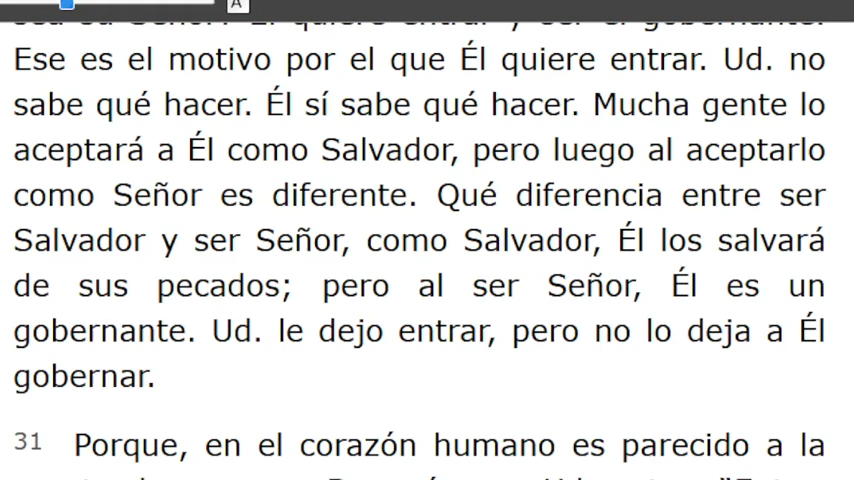 A
Ese es el motivo por el que Él quiere entrar. Ud. no
sabe qué hacer. Él sí sabe qué hacer. Mucha gente lo
aceptará a Él como Salvador, pero luego al aceptarlo
como Señor es diferente. Qué diferencia entre ser
Salvador y ser Señor, como Salvador, Él los salvará
de sus pecados; pero al ser Señor, Él es un
gobernante. Ud. le dejo entrar, pero no lo deja a Él
gobernar.
31 Porque, en el corazón humano es parecido a la